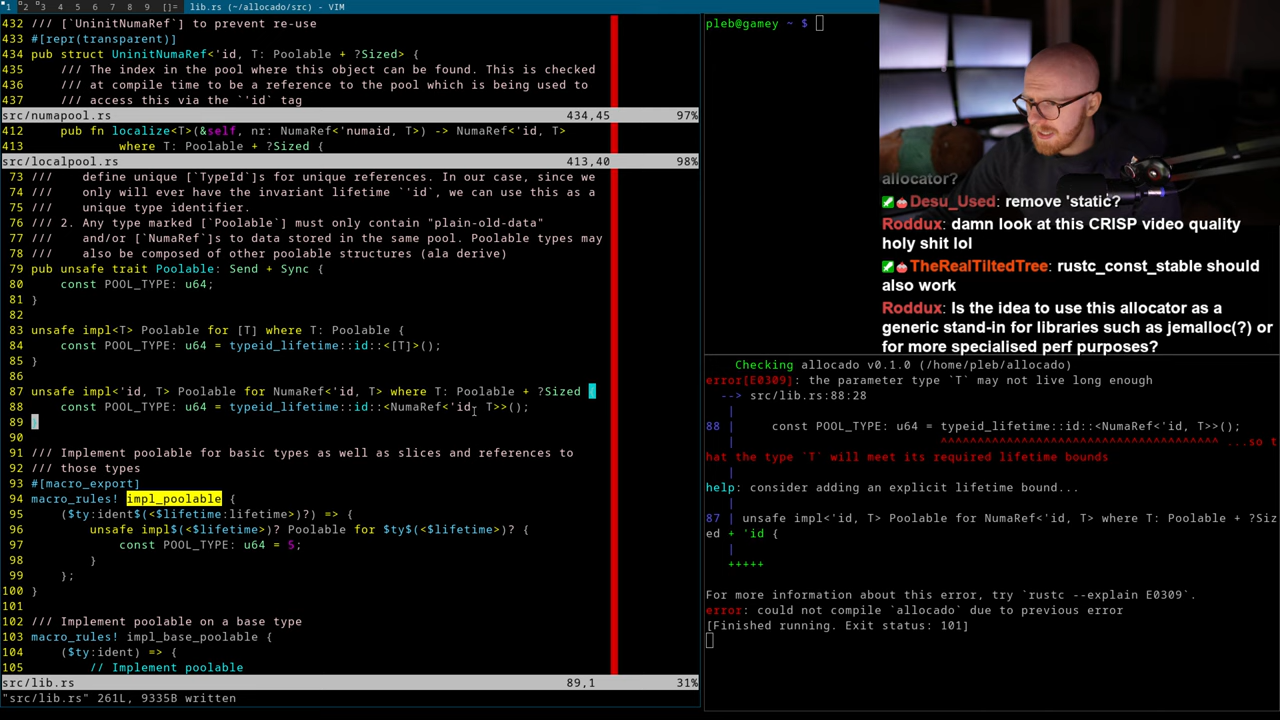 1 2 3 4 5 6 7 8 9 []= lib.rs (~/allocado/src) - VIM
432 /// [`UninitNumaRef`] to prevent re-use
433 #[repr(transparent)]
434 pub struct UninitNumaRef<'id, T: Poolable + ?Sized> {
435     /// The index in the pool where this object can be found. This is checked
436     /// at compile time to be a reference to the pool which is being used to
437     /// access this via the `'id` tag
src/numapool.rs 434,45 97%
412     pub fn localize<T>(&self, nr: NumaRef<'numaid, T>) -> NumaRef<'id, T>
413             where T: Poolable + ?Sized {
src/localpool.rs 413,40 98%
73 ///    define unique [`TypeId`]s for unique references. In our case, since we
74 ///    only will ever have the invariant lifetime `'id`, we can use this as a
75 ///    unique type identifier.
76 /// 2. Any type marked [`Poolable`] must only contain "plain-old-data"
77 ///    and/or [`NumaRef`]s to data stored in the same pool. Poolable types may
78 ///    also be composed of other poolable structures (ala derive)
79 pub unsafe trait Poolable: Send + Sync {
80     const POOL_TYPE: u64;
81 }
82
83 unsafe impl<T> Poolable for [T] where T: Poolable {
84     const POOL_TYPE: u64 = typeid_lifetime::id::<[T]>();
85 }
86
87 unsafe impl<'id, T> Poolable for NumaRef<'id, T> where T: Poolable + ?Sized {
88     const POOL_TYPE: u64 = typeid_lifetime::id::<NumaRef<'id, T>>();
89 }
90
91 /// Implement poolable for basic types as well as slices and references to
92 /// those types
93 #[macro_export]
94 macro_rules! impl_poolable {
95     ($ty:ident$(<$lifetime:lifetime>)?) => {
96         unsafe impl$(<$lifetime>)? Poolable for $ty$(<$lifetime>)? {
97             const POOL_TYPE: u64 = 5;
98         }
99     };
100 }
101
102 /// Implement poolable on a base type
103 macro_rules! impl_base_poolable {
104     ($ty:ident) => {
105         // Implement poolable
src/lib.rs 89,1 31%
"src/lib.rs" 261L, 9335B written
pleb@gamey ~ $
Checking allocado v0.1.0 (/home/pleb/allocado)
error[E0309]: the parameter type `T` may not live long enough
--> src/lib.rs:88:28
|
88 |     const POOL_TYPE: u64 = typeid_lifetime::id::<NumaRef<'id, T>>();
|                            ^^^^^^^^^^^^^^^^^^^^^^^^^^^^^^^^^^^^^ ...so t
hat the type `T` will meet its required lifetime bounds
|
help: consider adding an explicit lifetime bound...
|
87 | unsafe impl<'id, T> Poolable for NumaRef<'id, T> where T: Poolable + ?Siz
ed + 'id {
|
+++++
For more information about this error, try `rustc --explain E0309`.
error: could not compile `allocado` due to previous error
[Finished running. Exit status: 101]
allocator?
Desu_Used: remove 'static?
Roddux: damn look at this CRISP video quality
holy shit lol
TheRealTiltedTree: rustc_const_stable should
also work
Roddux: Is the idea to use this allocator as a
generic stand-in for libraries such as jemalloc(?) or
for more specialised perf purposes?